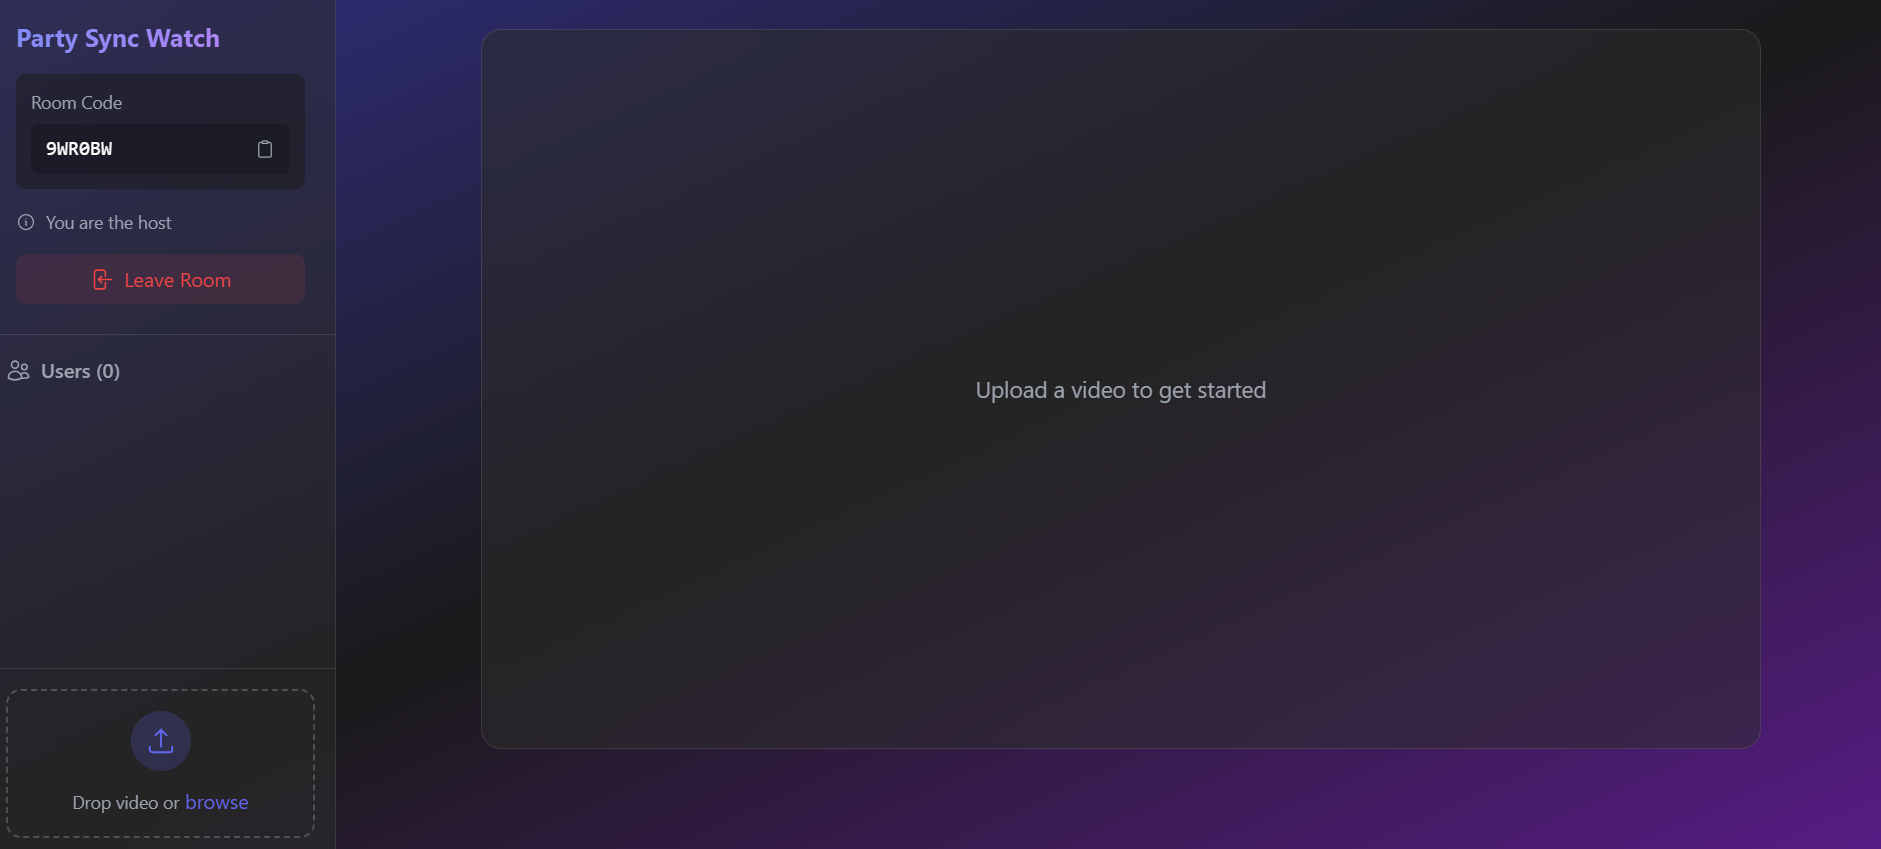 Party Sync Watch
Room Code
9WR0BW
You are the host
Leave Room
Users (0)
Drop video or browse
Upload a video to get started